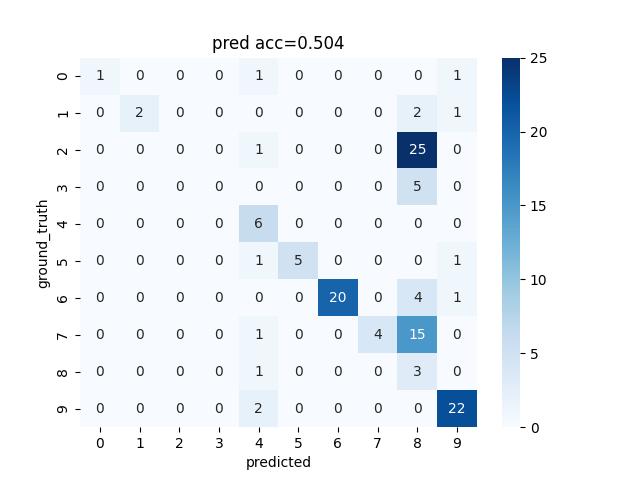 pred acc=0.504
0 1 0 0 0 1 0 0 0 0 1
1 0 2 0 0 0 0 0 0 2 1
2 0 0 0 0 1 0 0 0 25 0
3 0 0 0 0 0 0 0 0 5 0
4 0 0 0 0 6 0 0 0 0 0
5 0 0 0 0 1 5 0 0 0 1
6 0 0 0 0 0 0 20 0 4 1
7 0 0 0 0 1 0 0 4 15 0
8 0 0 0 0 1 0 0 0 3 0
9 0 0 0 0 2 0 0 0 0 22
0 1 2 3 4 5 6 7 8 9
predicted
ground_truth
25
20
15
10
5
0